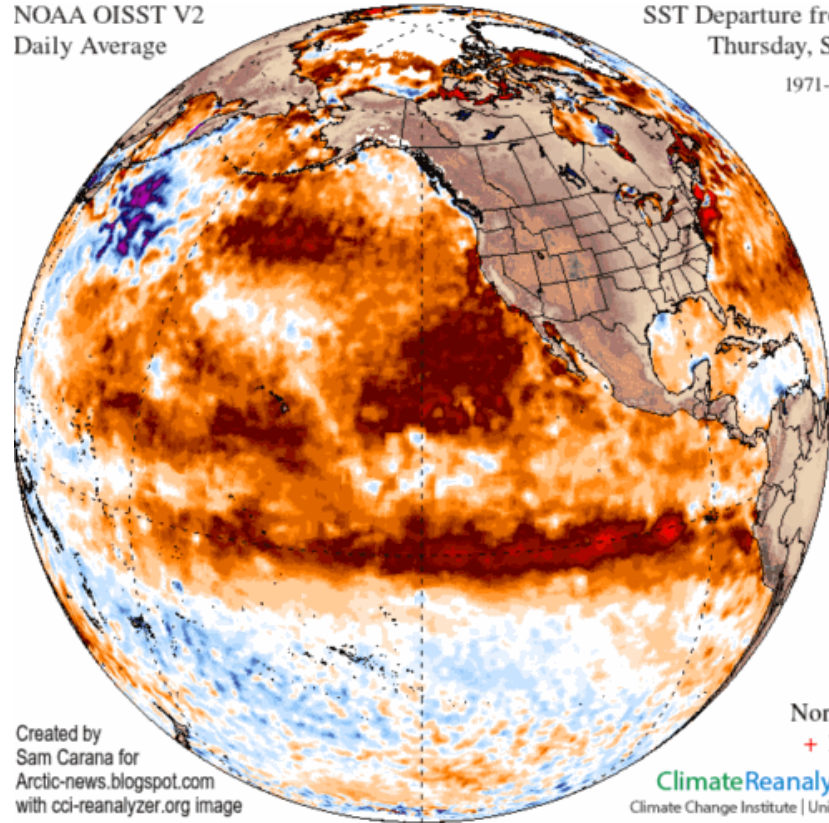 NOAA OISST V2
Daily Average
SST Departure fr
Thursday, S
1971-
Created by
Sam Carana for
Arctic-news.blogspot.com
with cci-reanalyzer.org image
Nor
+
ClimateReanaly
Climate Change Institute | Uni